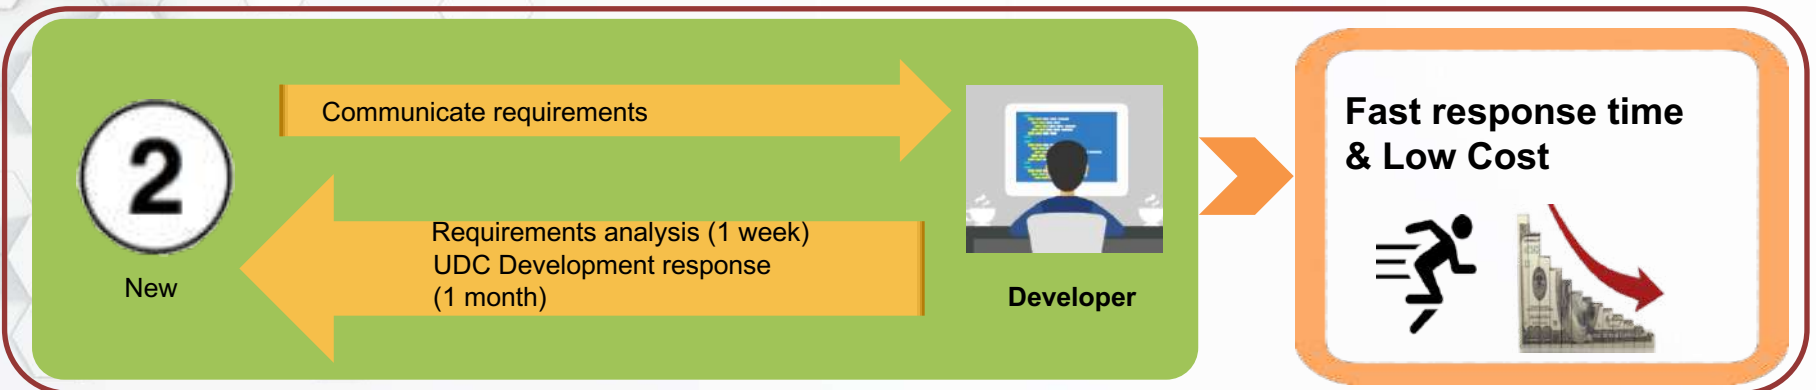 2
New
Communicate requirements
Requirements analysis (1 week)
UDC Development response
(1 month)
Developer
Fast response time
& Low Cost